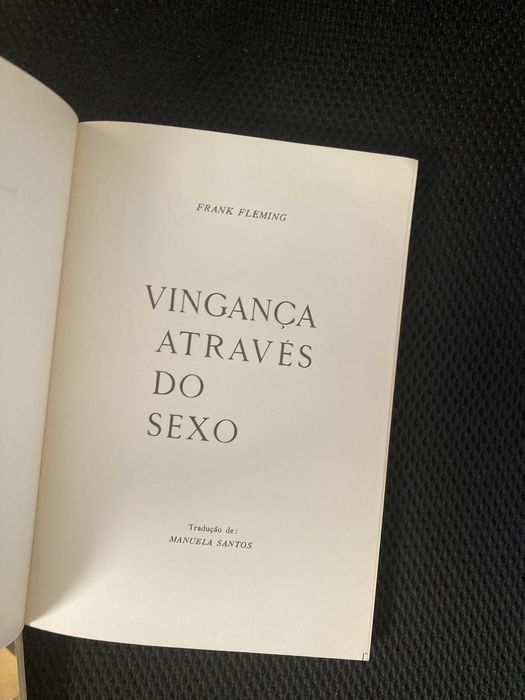 FRANK FLEMING
VINGANÇA
ATRAVÉS
DO
SEXO
Tradução de:
MANUELA SANTOS